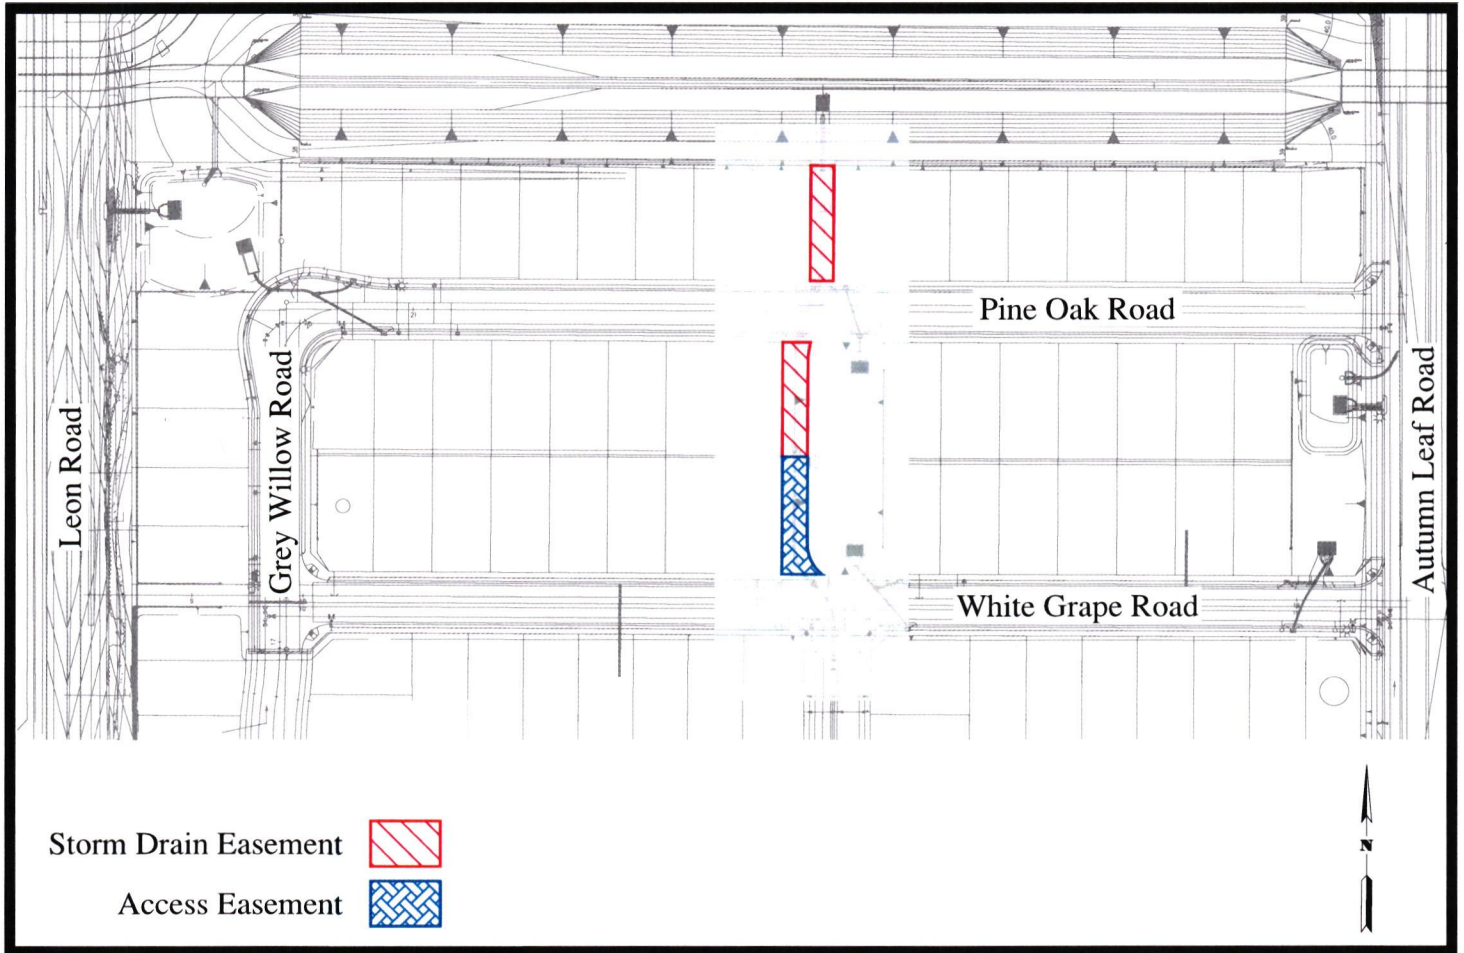 Pine Oak Road
Leon Road
Grey Willow Road
Autumn Leaf Road
White Grape Road
Storm Drain Easement
Access Easement
N